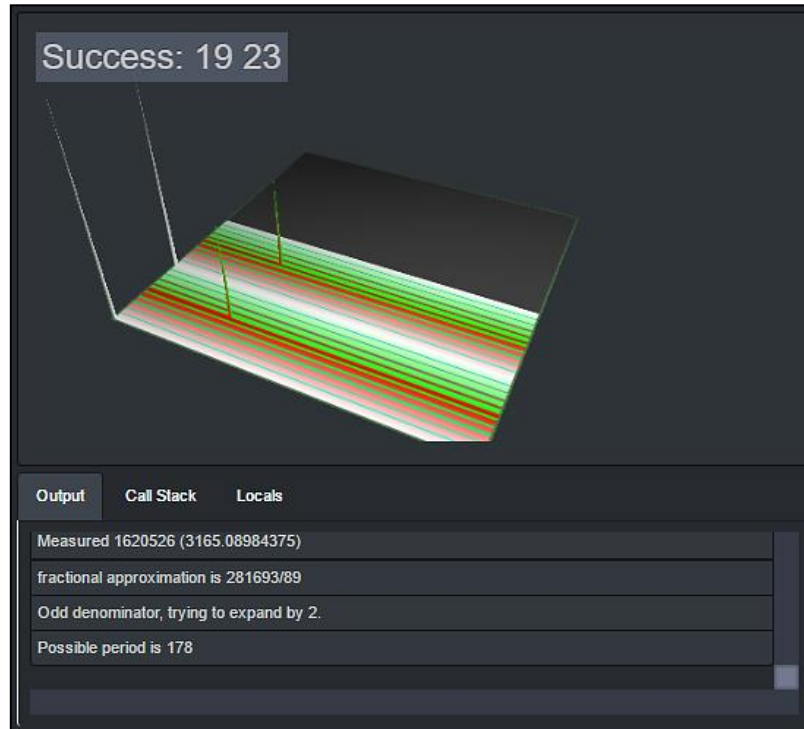 Success: 19 23
Output Call Stack Locals
Measured 1620526 (3165.08984375)
fractional approximation is 281693/89
Odd denominator, trying to expand by 2.
Possible period is 178